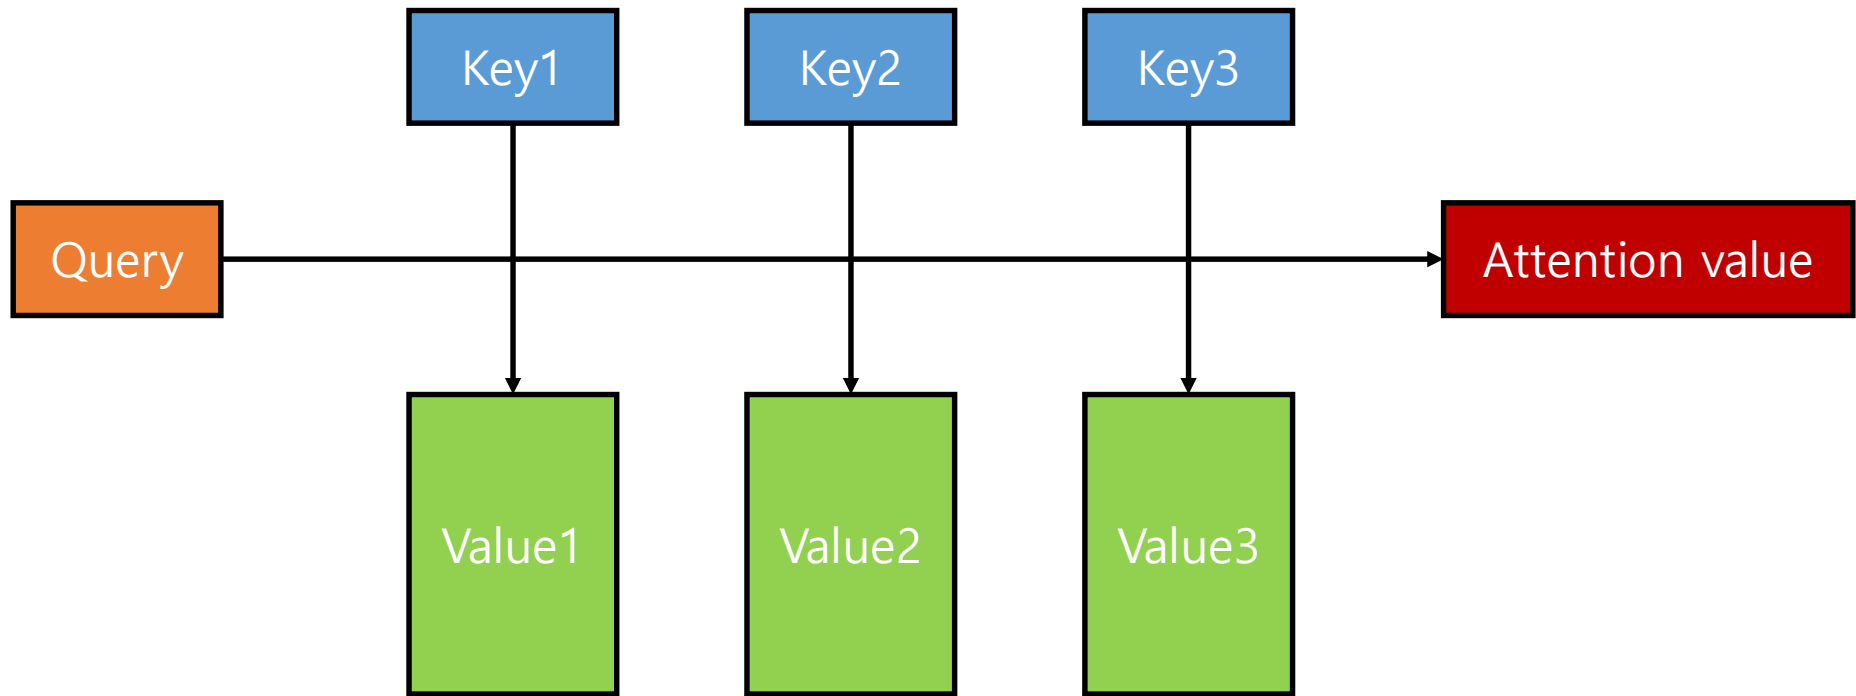 Key1
Key2
Key3
Query
Attention value
Value1
Value2
Value3